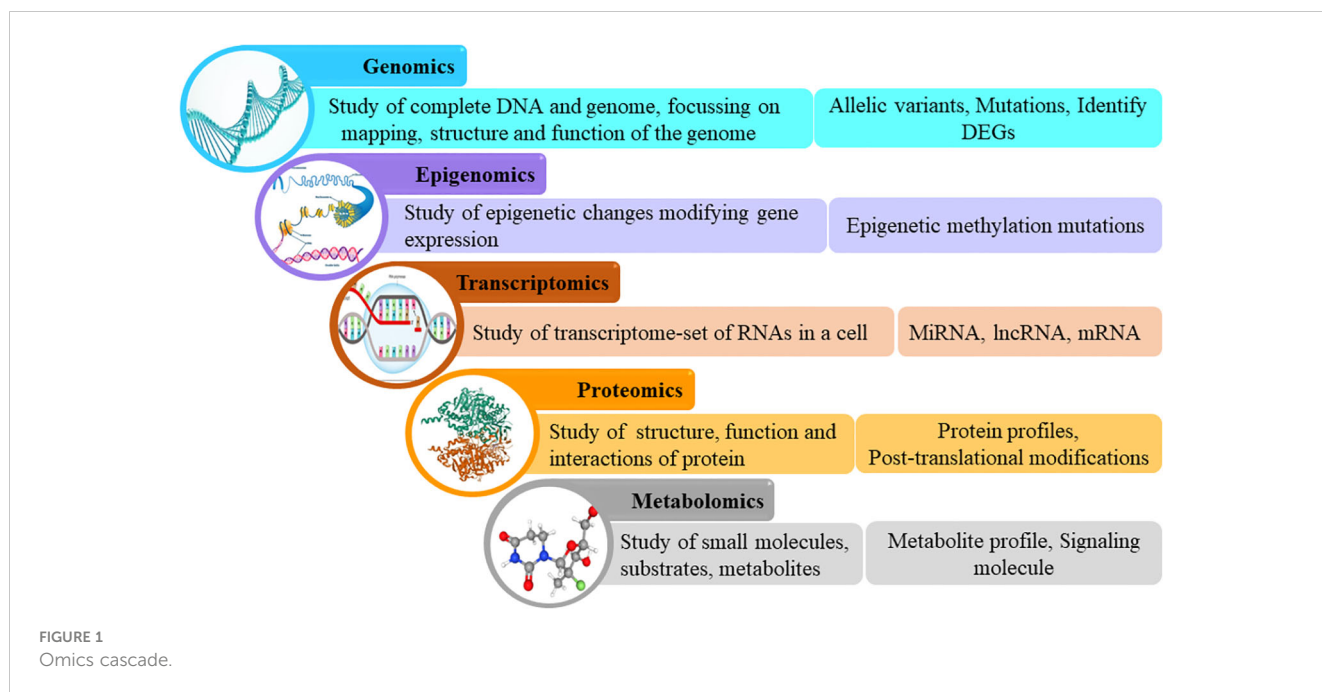 Genomics
Study of complete DNA and genome, focussing on
mapping, structure and function of the genome
Allelic variants, Mutations, Identify
DEGs
Epigenomics
Study of epigenetic changes modifying gene
expression
Epigenetic methylation mutations
Transcriptomics
Study of transcriptome-set of RNAs in a cell
MiRNA, lncRNA, mRNA
Proteomics
Study of structure, function and
interactions of protein
Protein profiles,
Post-translational modifications
Metabolomics
Study of small molecules,
substrates, metabolites
Metabolite profile, Signaling
molecule
FIGURE 1
Omics cascade.